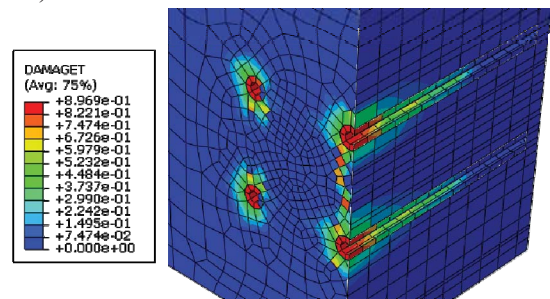 DAMAGET
(Avg: 75%)
+8.969e-01
+8.221e-01
+7.474e-01
+6.726e-01
+5.979e-01
+5.232e-01
+4.484e-01
+3.737e-01
+2.990e-01
+2.242e-01
+1.495e-01
+7.474e-02
+0.000e+00